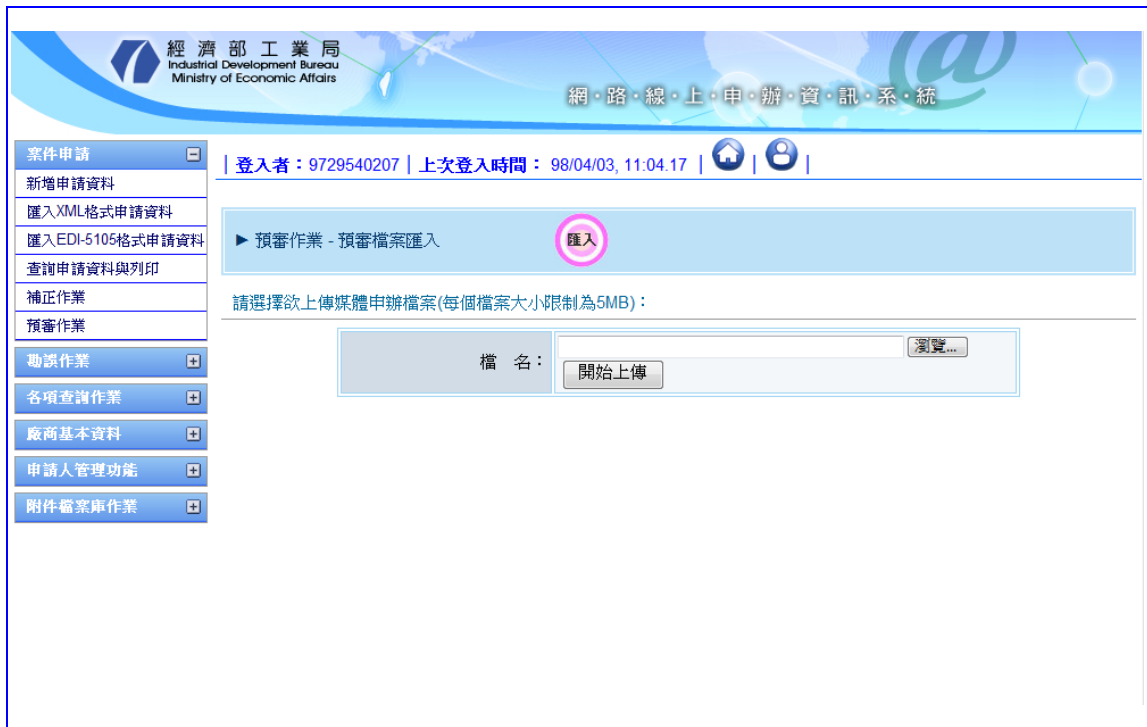 經濟部工業局
Industrial Development Bureau
Ministry of Economic Affairs
網・路・線・上・申・辦・資・訊・系・統
案件申請
新增申請資料
匯入XML格式申請資料
匯入EDI-5105格式申請資料
查詢申請資料與列印
補正作業
預審作業
勘誤作業
各項查詢作業
廠商基本資料
申請人管理功能
附件檔案庫作業
| 登入者：9729540207 | 上次登入時間： 98/04/03, 11:04.17 | | |
► 預審作業 - 預審檔案匯入 匯入
請選擇欲上傳媒體申辦檔案(每個檔案大小限制為5MB)：
檔 名： 瀏覽...
開始上傳